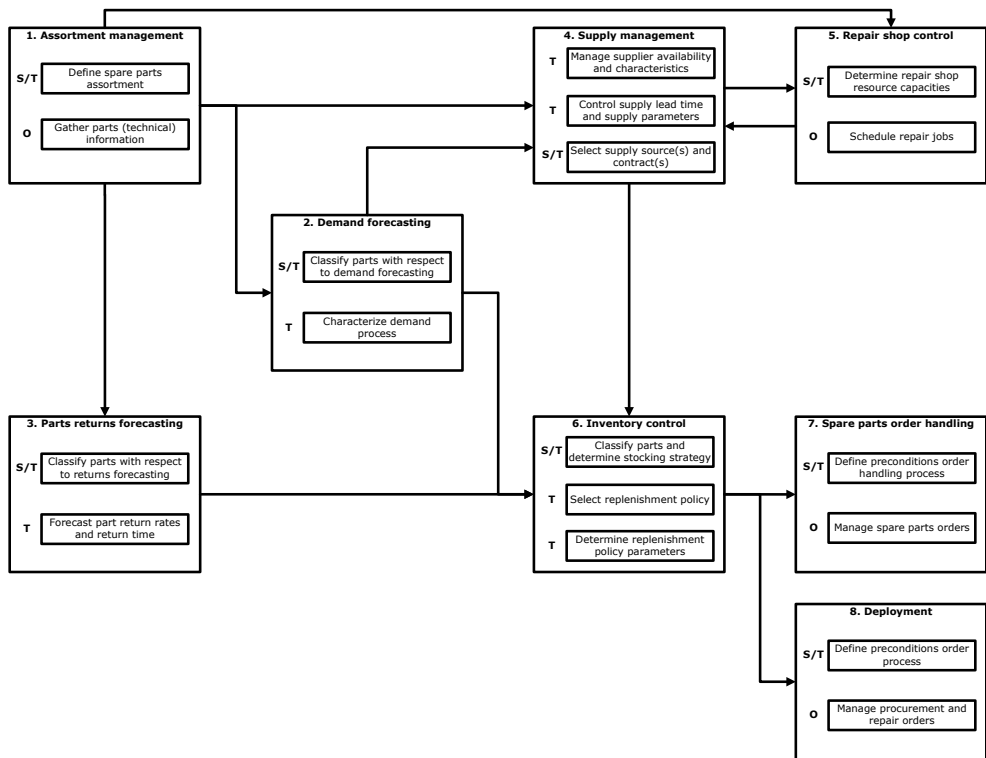 1. Assortment management
S/T
Define spare parts
assortment
O
Gather parts (technical)
information
4. Supply management
T
Manage supplier availability
and characteristics
T
Control supply lead time
and supply parameters
S/T
Select supply source(s) and
contract(s)
5. Repair shop control
S/T
Determine repair shop
resource capacities
O
Schedule repair jobs
2. Demand forecasting
S/T
Classify parts with respect
to demand forecasting
T
Characterize demand
process
3. Parts returns forecasting
S/T
Classify parts with respect
to returns forecasting
T
Forecast part return rates
and return time
6. Inventory control
S/T
Classify parts and
determine stocking strategy
T
Select replenishment policy
T
Determine replenishment
policy parameters
7. Spare parts order handling
S/T
Define preconditions order
handling process
O
Manage spare parts orders
8. Deployment
S/T
Define preconditions order
process
O
Manage procurement and
repair orders